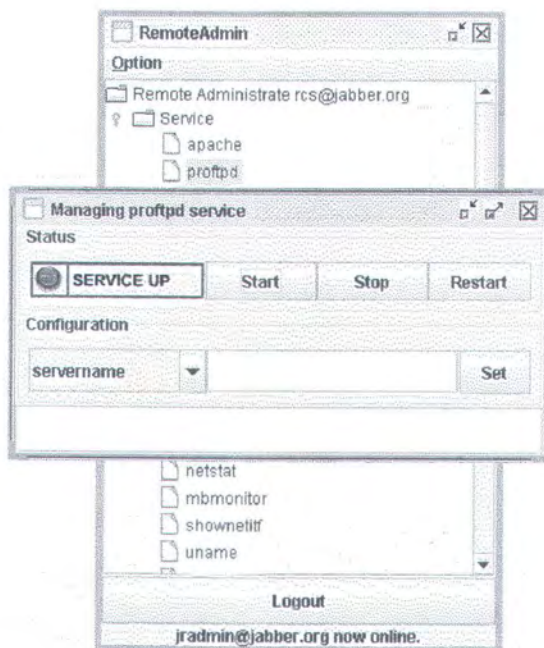 RemoteAdmin
Option
Remote Administrate rcs@jabber.org
Service
apache
proftpd
Managing proftpd service
Status
SERVICE UP
Start
Stop
Restart
Configuration
servername
Set
netstat
mbmonitor
shownetitf
uname
Logout
jradmin@jabber.org now online.